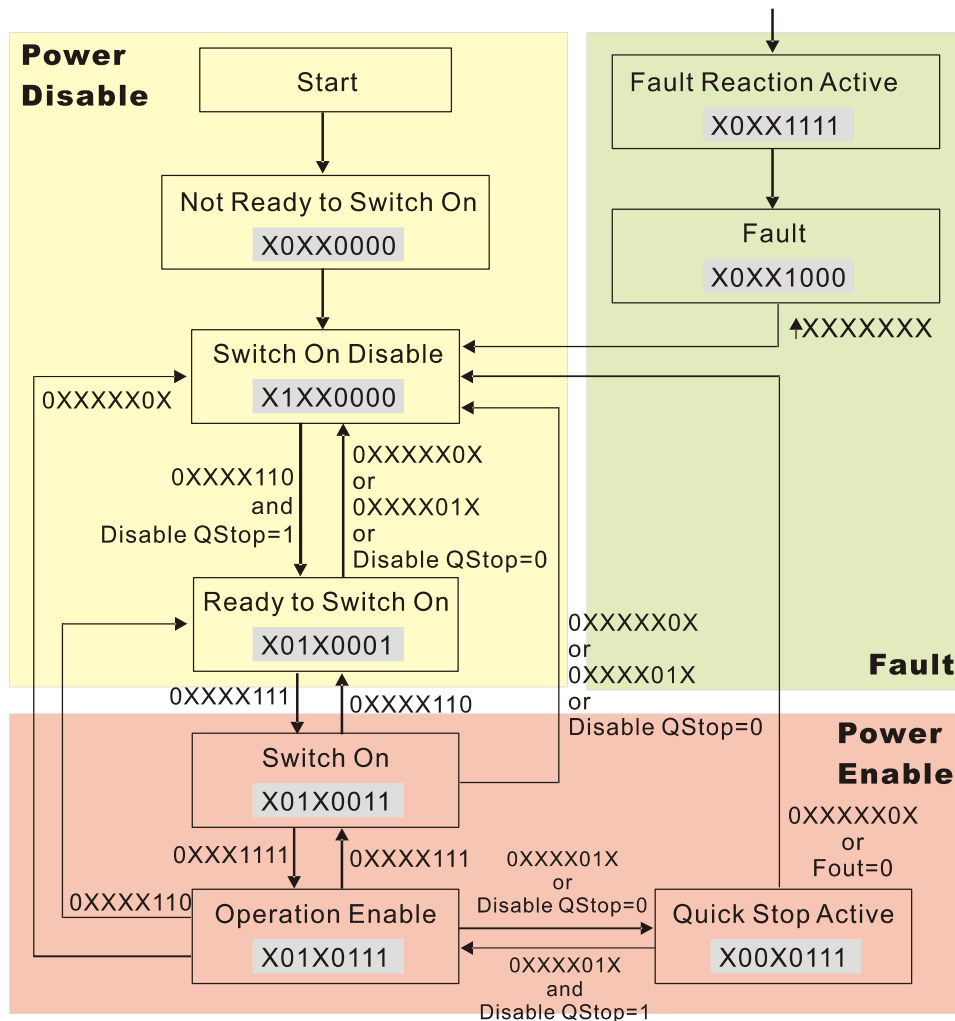 Power
Disable
Start
Not Ready to Switch On
X0XX0000
Switch On Disable
X1XX0000
0XXXXX0X
0XXXX110
and
Disable QStop=1
0XXXXX0X
or
0XXXX01X
or
Disable QStop=0
Ready to Switch On
X01X0001
0XXXX111
0XXXX110
Fault Reaction Active
X0XX1111
Fault
X0XX1000
XXXXXXX
Fault
0XXXXX0X
or
0XXXX01X
or
Disable QStop=0
Power
Enable
Switch On
X01X0011
0XXX1111
0XXXX111
0XXXX110
Operation Enable
X01X0111
0XXXX01X
or
Disable QStop=0
0XXXX01X
and
Disable QStop=1
0XXXXX0X
or
Fout=0
Quick Stop Active
X00X0111